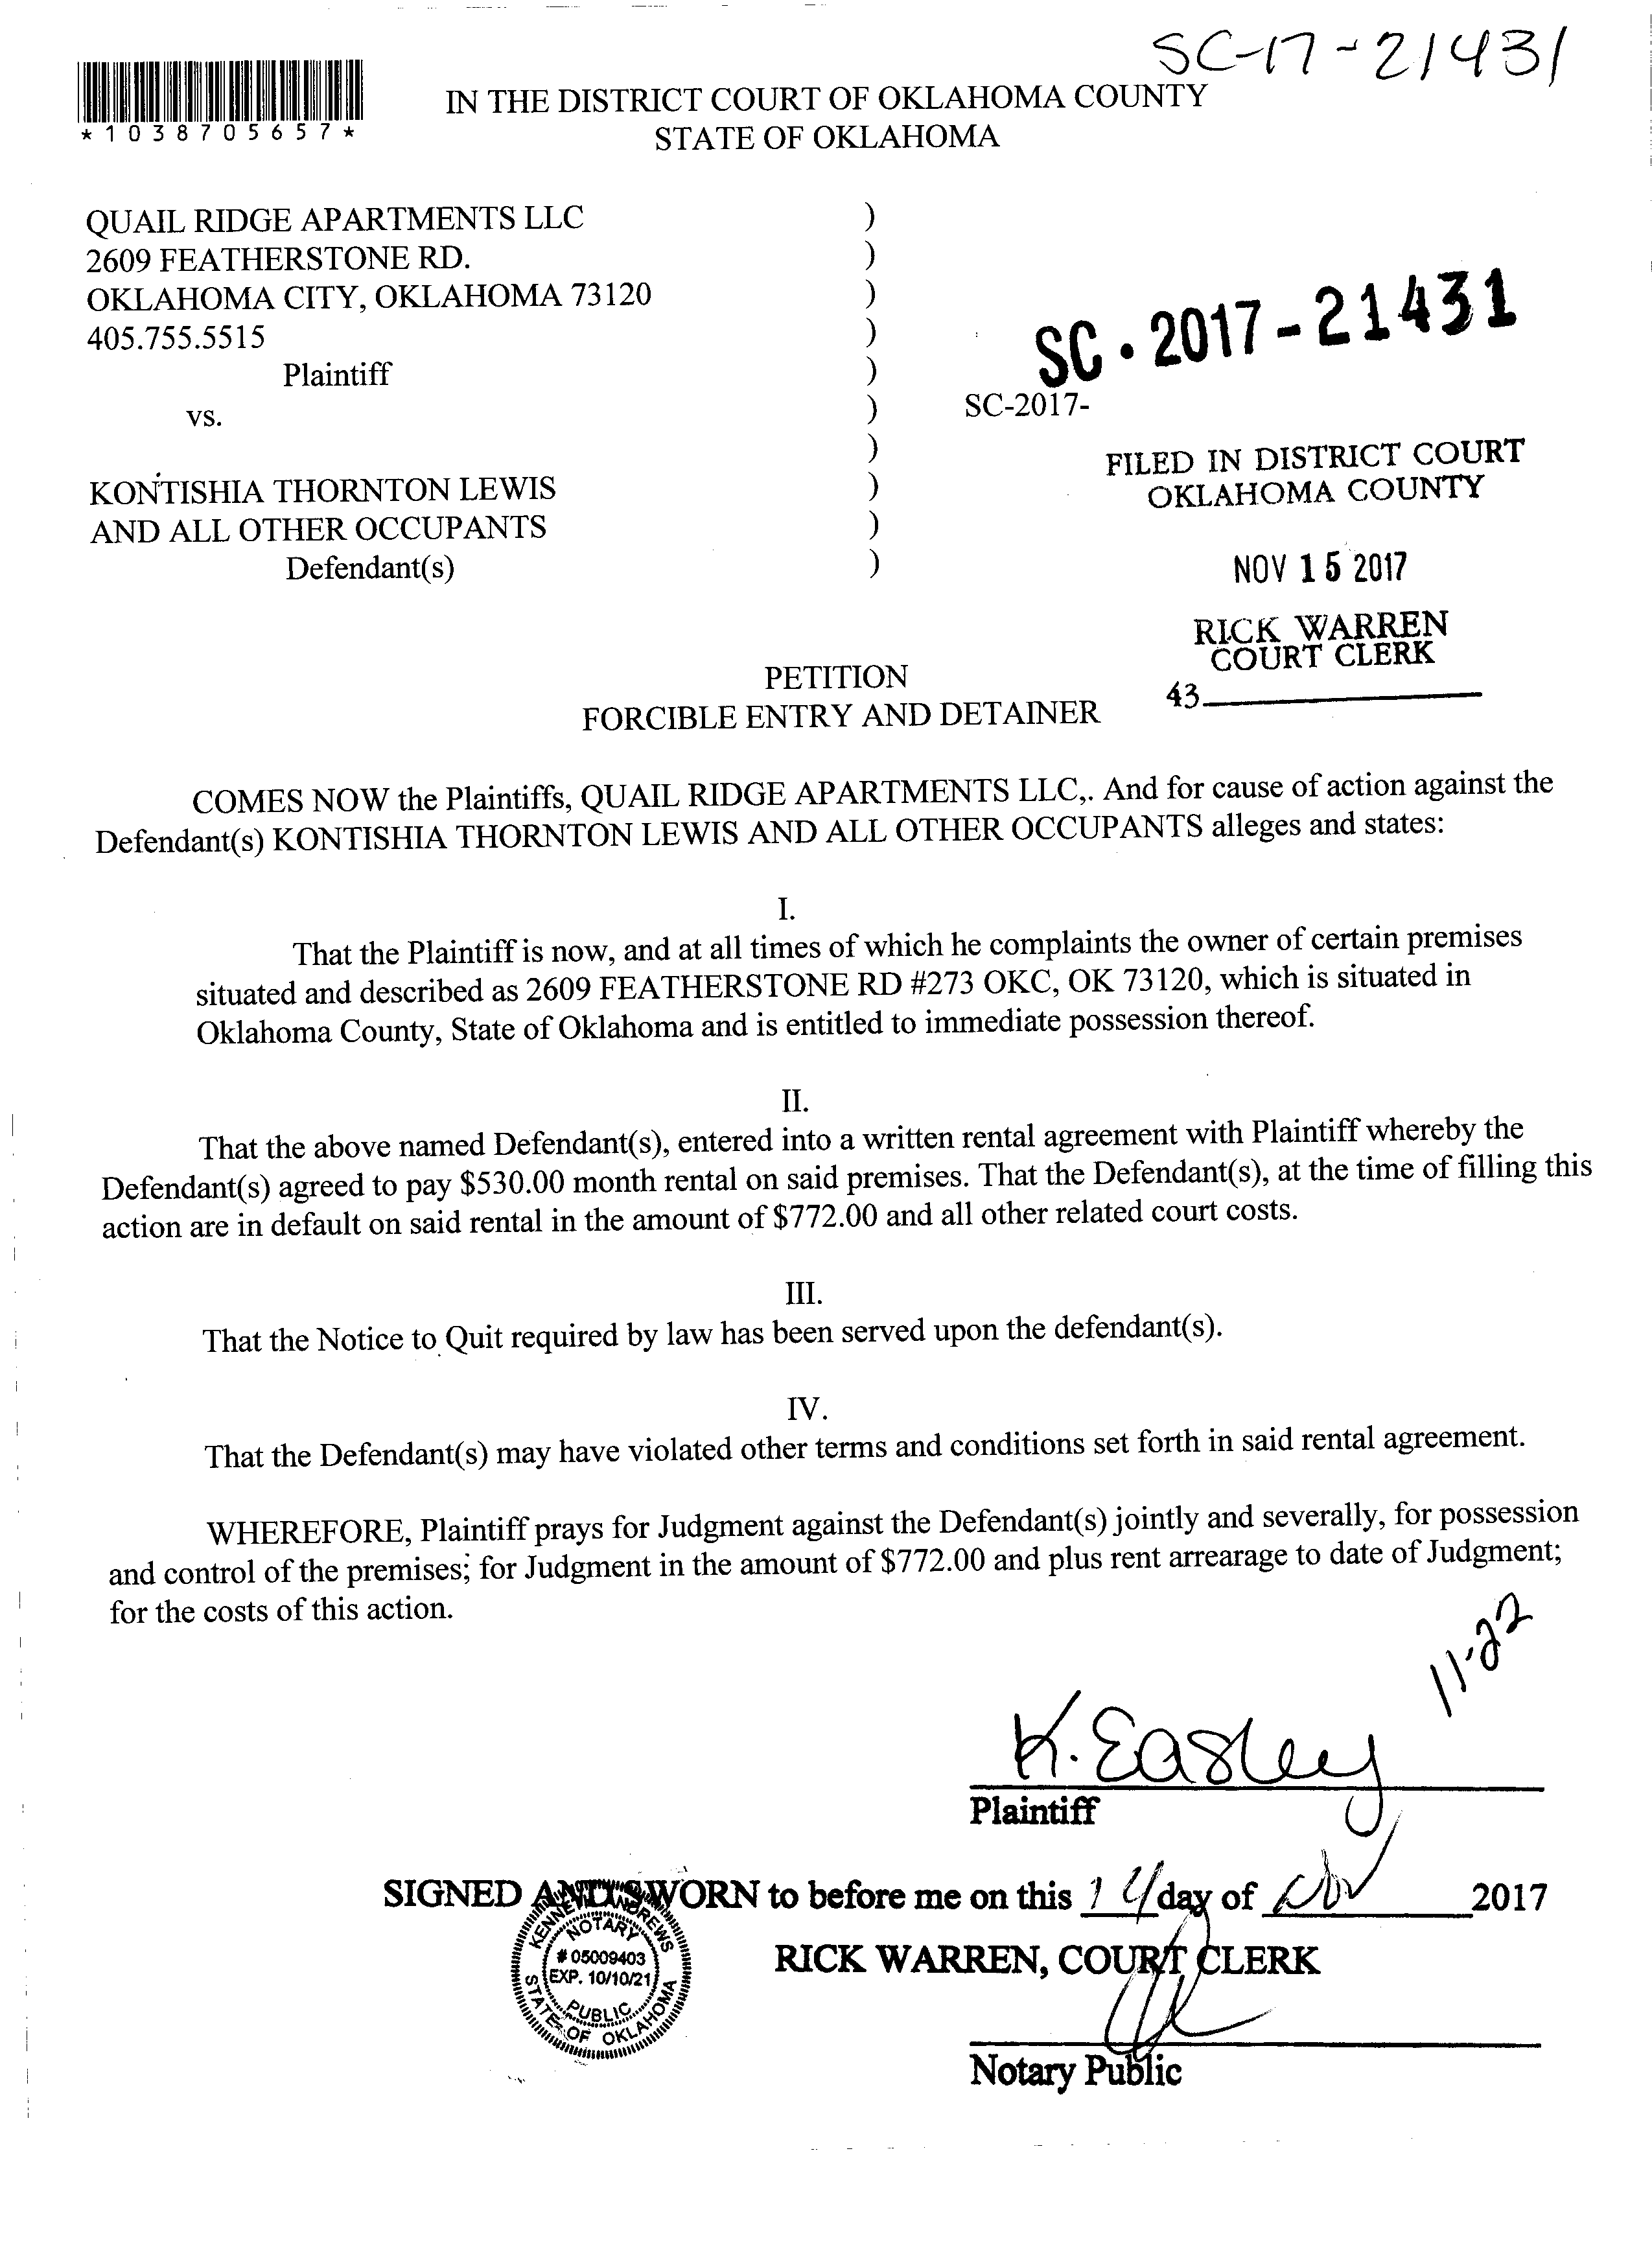 SC-17-21431
*1038705657*
IN THE DISTRICT COURT OF OKLAHOMA COUNTY
STATE OF OKLAHOMA
QUAIL RIDGE APARTMENTS LLC )
2609 FEATHERSTONE RD. )
OKLAHOMA CITY, OKLAHOMA 73120 )
405.755.5515 )
Plaintiff )
vs. )
)
KONTISHIA THORNTON LEWIS )
AND ALL OTHER OCCUPANTS )
Defendant(s) )
SC.2017-21431
SC-2017-
FILED IN DISTRICT COURT
OKLAHOMA COUNTY
NOV 15 2017
RICK WARREN
COURT CLERK
43
PETITION
FORCIBLE ENTRY AND DETAINER
COMES NOW the Plaintiffs, QUAIL RIDGE APARTMENTS LLC,. And for cause of action against the
Defendant(s) KONTISHIA THORNTON LEWIS AND ALL OTHER OCCUPANTS alleges and states:
I.
That the Plaintiff is now, and at all times of which he complaints the owner of certain premises
situated and described as 2609 FEATHERSTONE RD #273 OKC, OK 73120, which is situated in
Oklahoma County, State of Oklahoma and is entitled to immediate possession thereof.
II.
That the above named Defendant(s), entered into a written rental agreement with Plaintiff whereby the
Defendant(s) agreed to pay $530.00 month rental on said premises. That the Defendant(s), at the time of filling this
action are in default on said rental in the amount of $772.00 and all other related court costs.
III.
That the Notice to Quit required by law has been served upon the defendant(s).
IV.
That the Defendant(s) may have violated other terms and conditions set forth in said rental agreement.
WHEREFORE, Plaintiff prays for Judgment against the Defendant(s) jointly and severally, for possession
and control of the premises; for Judgment in the amount of $772.00 and plus rent arrearage to date of Judgment;
for the costs of this action.
11-22
K. Easley
Plaintiff
SIGNED AND SWORN to before me on this 14 day of Nov 2017
RICK WARREN, COURT CLERK
Notary Public
NOTARY
# 05009403
EXP. 10/10/21
PUBLIC
STATE OF OKLAHOMA